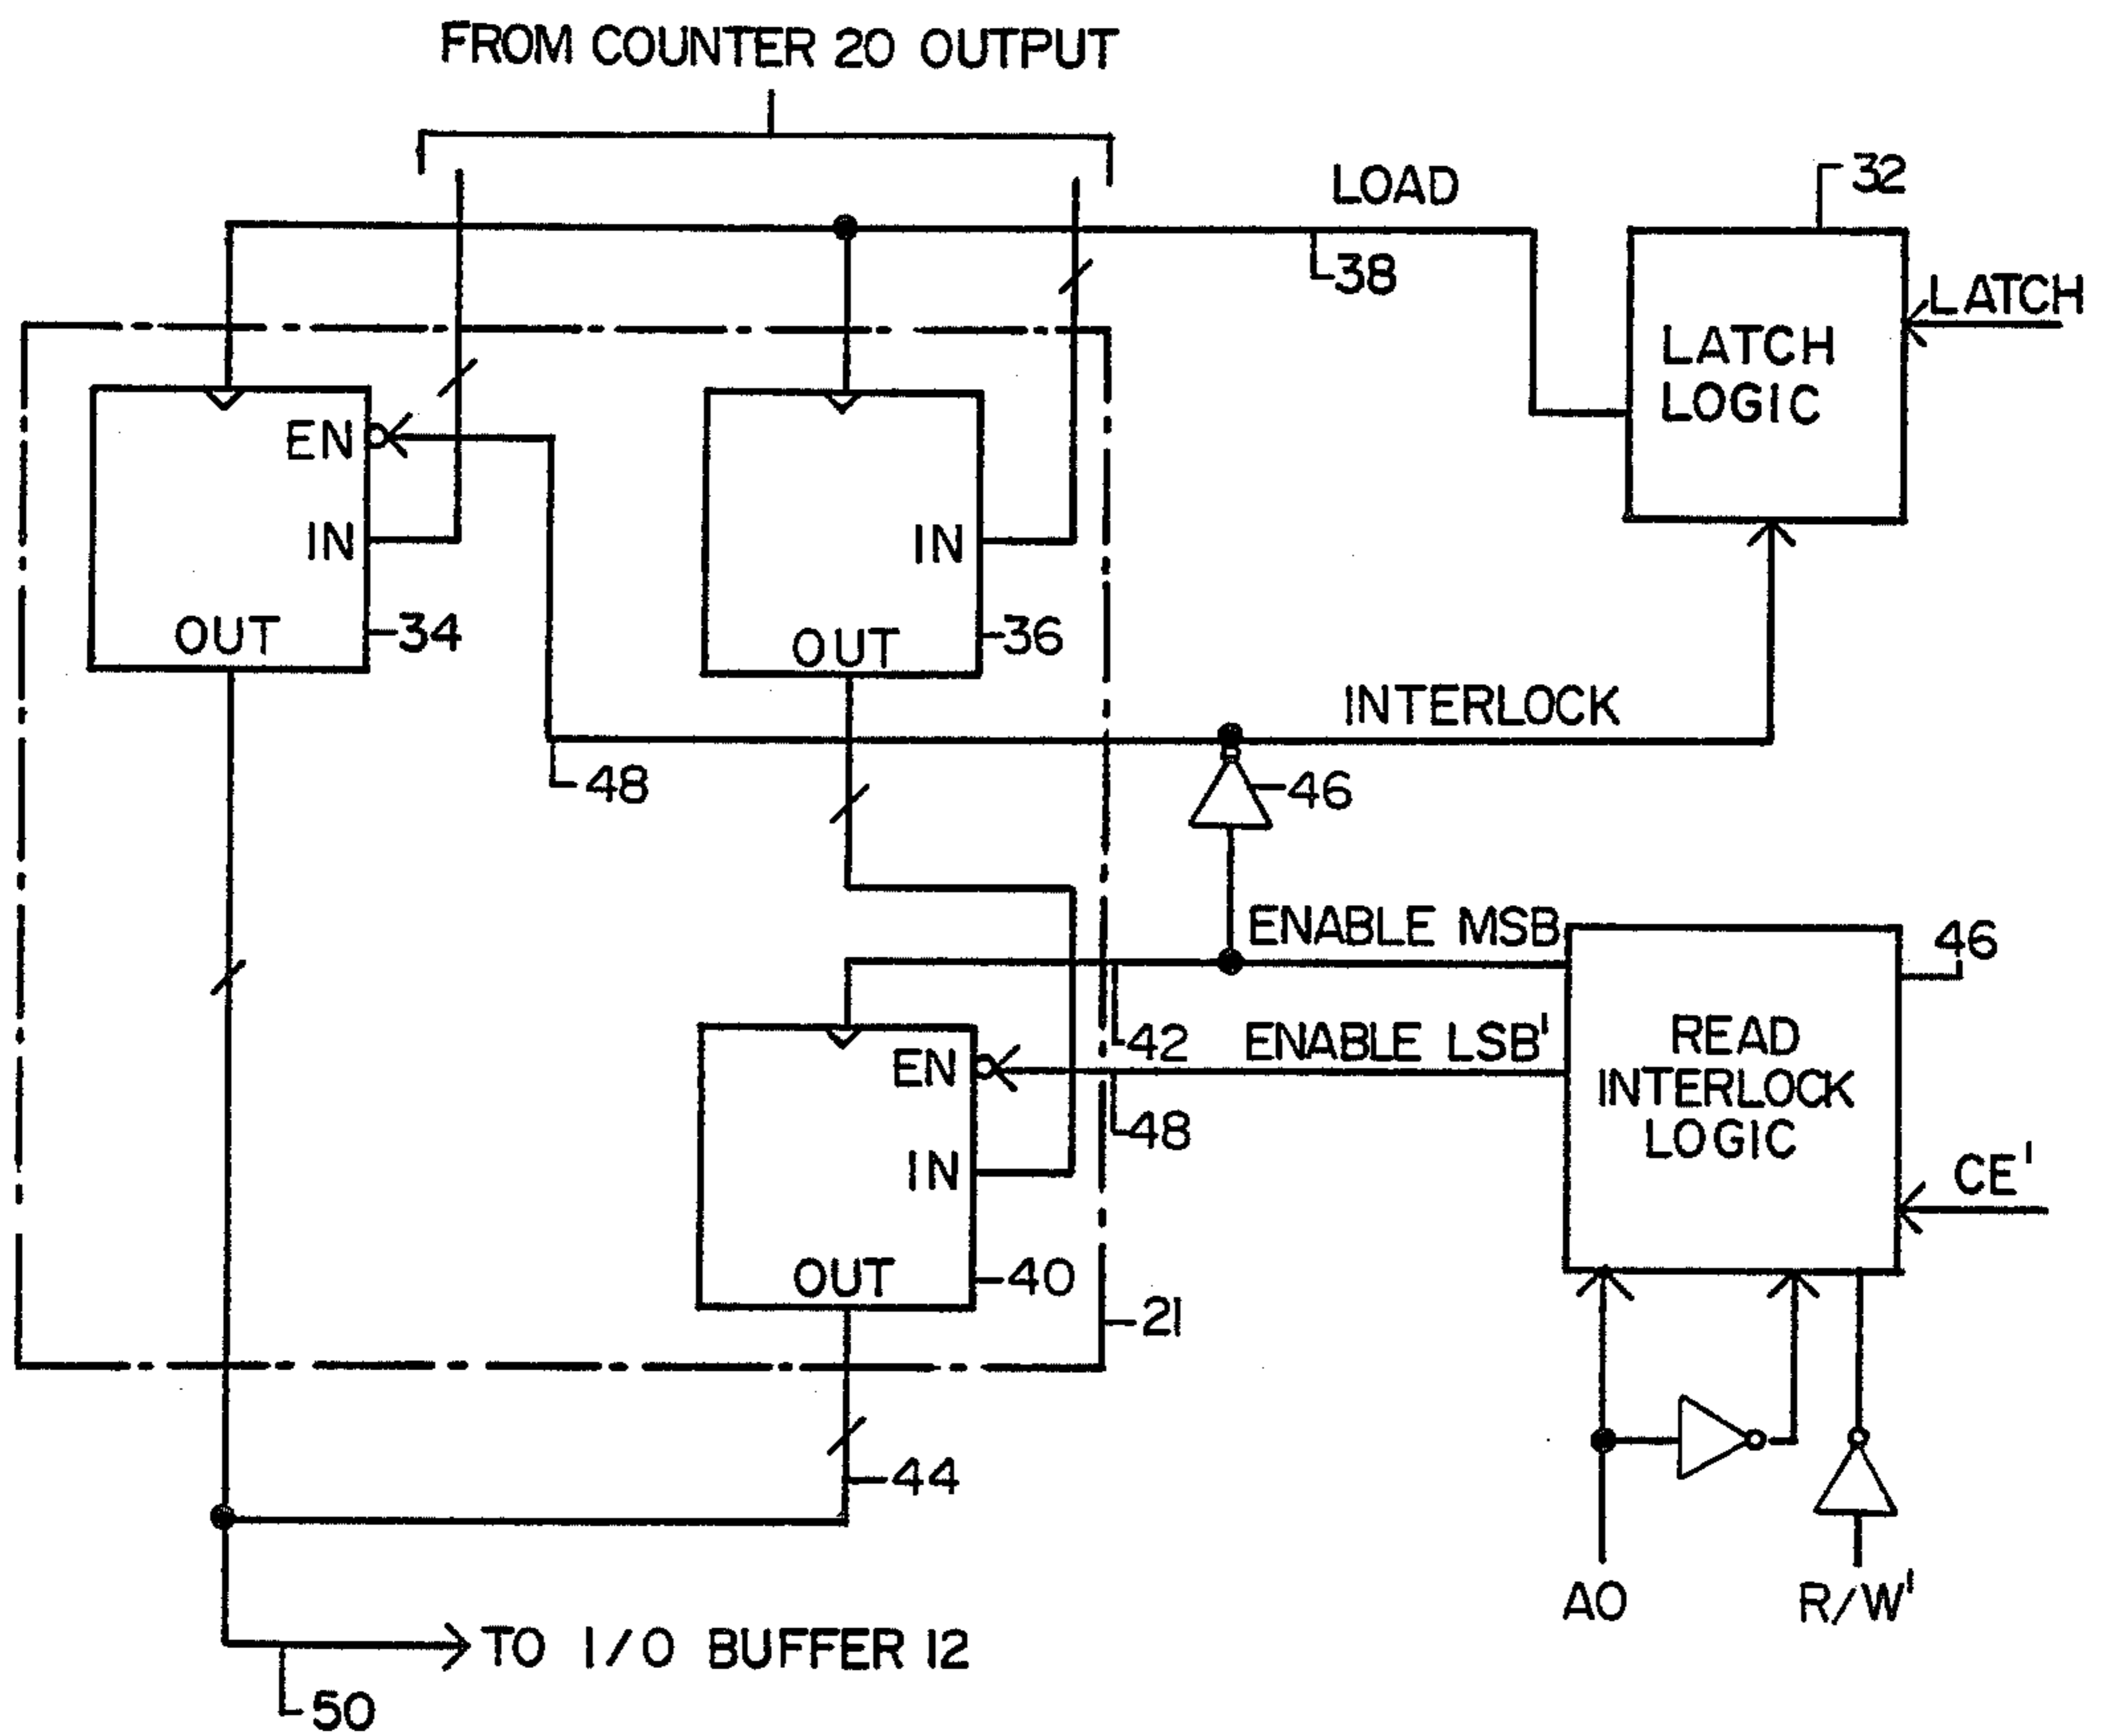 FROM COUNTER 20 OUTPUT
LOAD
32
38
LATCH
LATCH
LOGIC
EN
IN
OUT
34
IN
OUT
36
INTERLOCK
48
46
ENABLE MSB
46
42
ENABLE LSB'
READ
INTERLOCK
LOGIC
EN
48
IN
CE'
OUT
40
21
44
A0
R/W'
TO I/O BUFFER 12
50